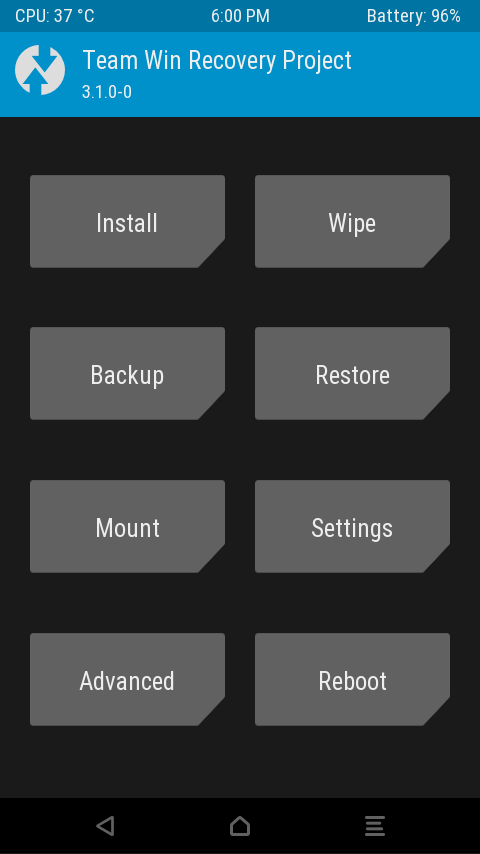 CPU: 37 °C 6:00 PM Battery: 96%
Team Win Recovery Project
3.1.0-0
Install Wipe
Backup Restore
Mount Settings
Advanced Reboot